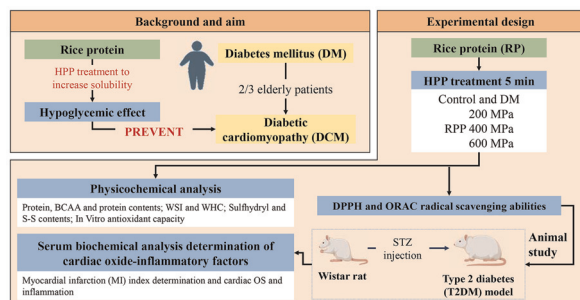 Background and aim
Rice protein
HPP treatment to
increase solubility
Hypoglycemic effect
PREVENT
Diabetes mellitus (DM)
2/3 elderly patients
Diabetic
cardiomyopathy (DCM)
Experimental design
Rice protein (RP)
HPP treatment 5 min
Control and DM
200 MPa
RPP 400 MPa
600 MPa
Physicochemical analysis
Protein, BCAA and protein contents; WSI and WHC; Sulfhydryl and
S-S contents; In Vitro antioxidant capacity
DPPH and ORAC radical scavenging abilities
Serum biochemical analysis determination of
cardiac oxide-inflammatory factors
Myocardial infarction (MI) index determination and cardiac OS and
inflammation
Wistar rat
STZ
injection
Type 2 diabetes
(T2DM) model
Animal
study